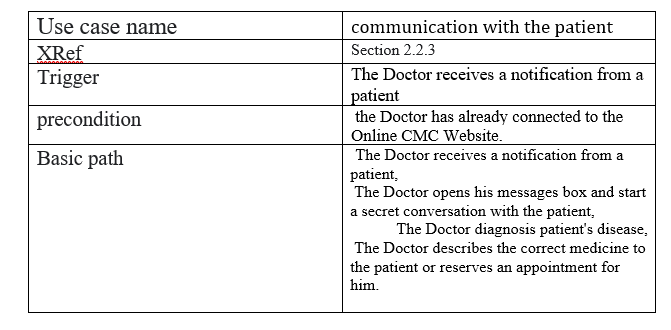 Use case name
communication with the patient
XRef
Section 2.2.3
Trigger
The Doctor receives a notification from a
patient
precondition
the Doctor has already connected to the
Online CMC Website.
Basic path
The Doctor receives a notification from a
patient,
The Doctor opens his messages box and start
a secret conversation with the patient,
The Doctor diagnosis patient's disease,
The Doctor describes the correct medicine to
the patient or reserves an appointment for
him.